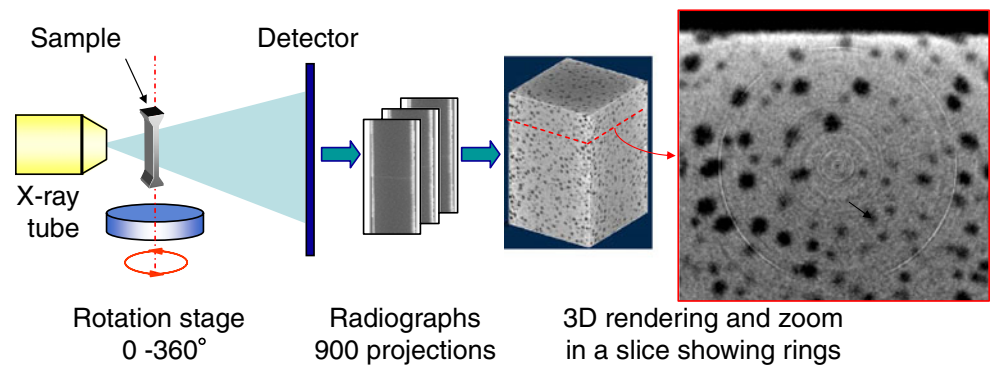 Sample
Detector
X-ray
tube
Rotation stage
0 -360°
Radiographs
900 projections
3D rendering and zoom
in a slice showing rings